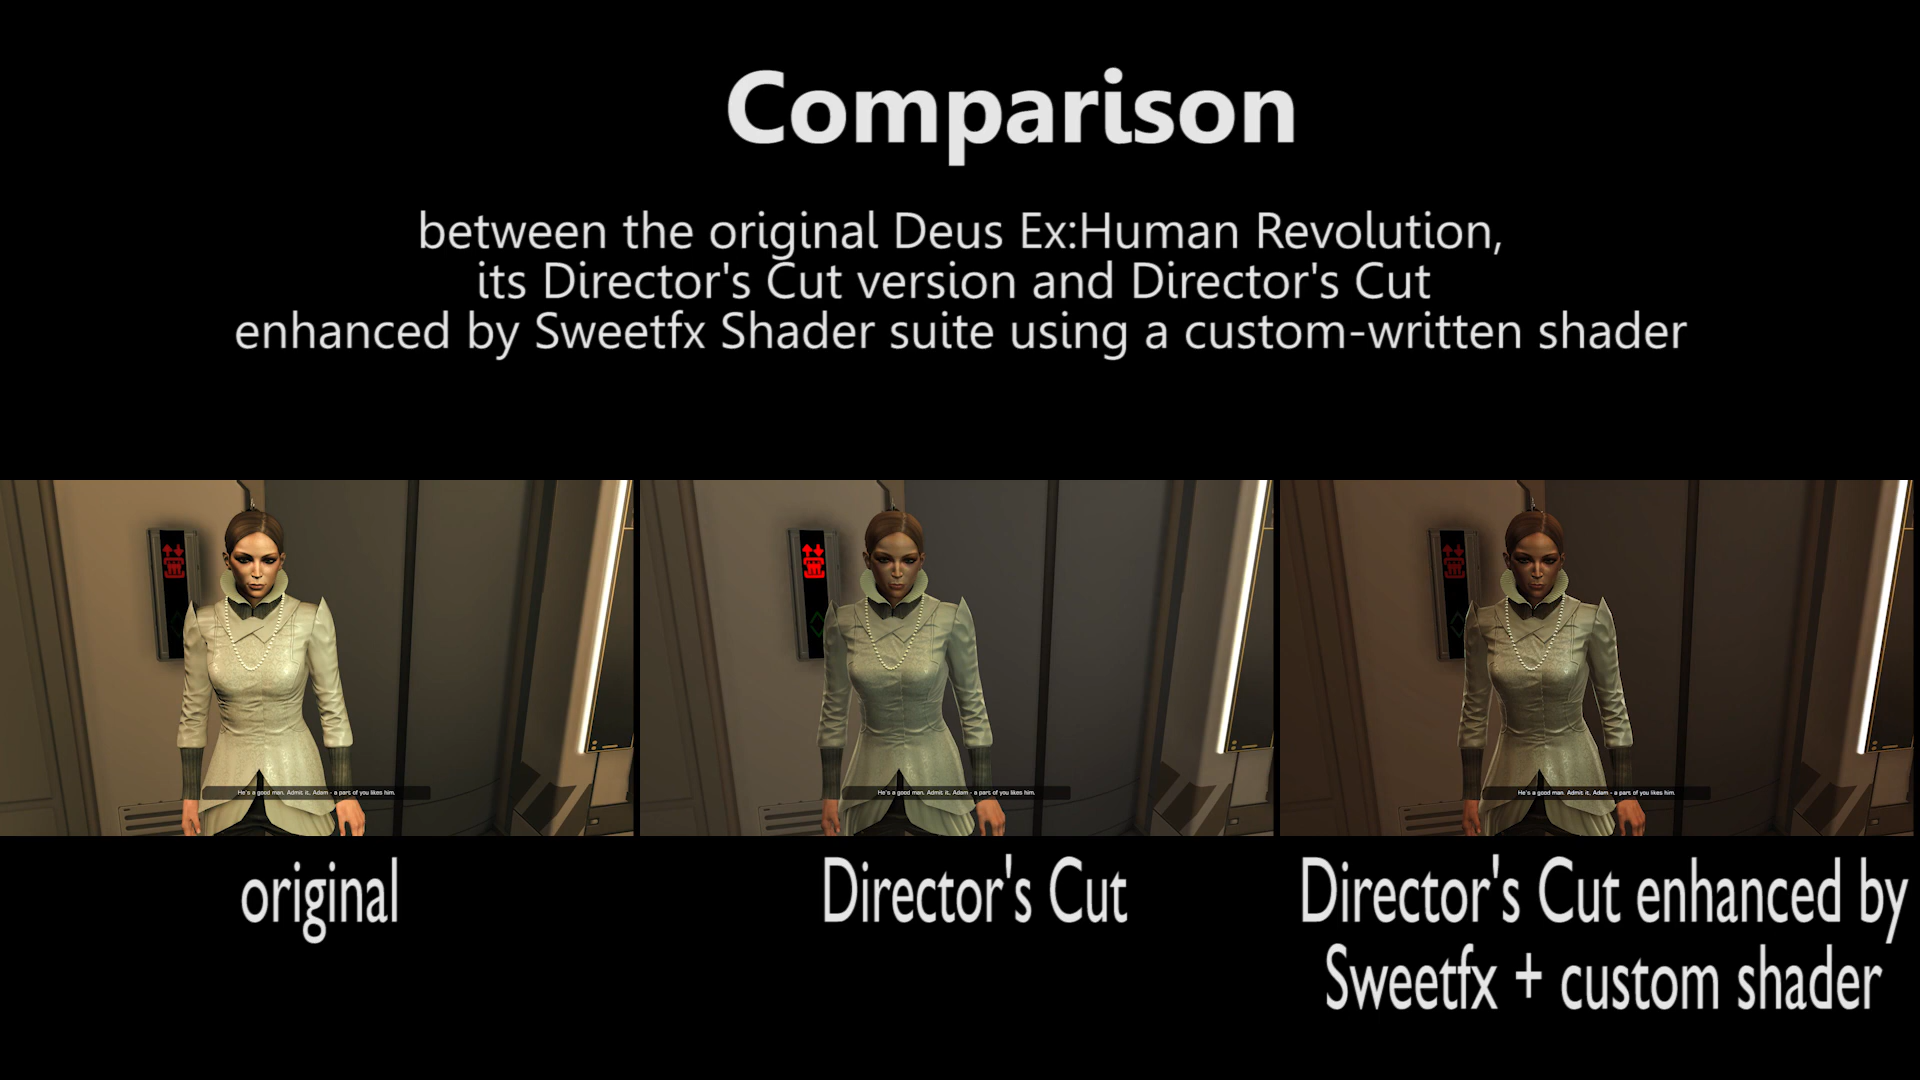 Comparison
between the original Deus Ex:Human Revolution,
its Director's Cut version and Director's Cut
enhanced by Sweetfx Shader suite using a custom-written shader
He's a good man. Admit it, Adam - a part of you likes him.
He's a good man. Admit it, Adam - a part of you likes him.
He's a good man. Admit it, Adam - a part of you likes him.
original
Director's Cut
Director's Cut enhanced by
Sweetfx + custom shader